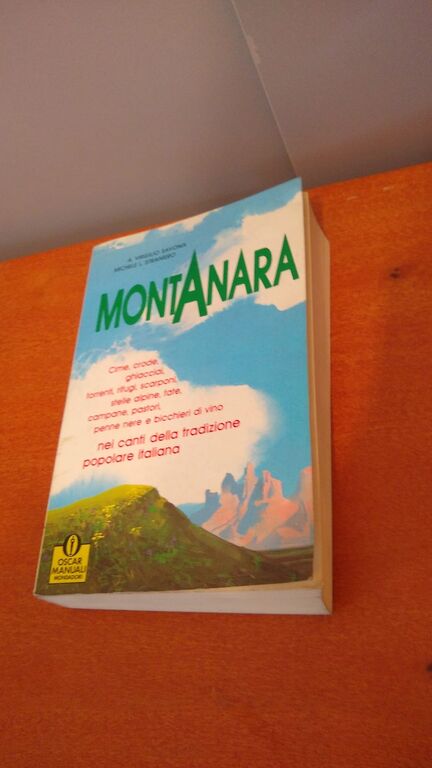 A. VIRGILIO SAVONA
MICHELE L. STRANIERO
MONTANARA
Cime, crode,
ghiacciai,
torrenti, rifugi, scarponi,
stelle alpine, fate,
campane, pastori,
penne nere e bicchieri di vino
nei canti della tradizione
popolare italiana
OSCAR
MANUALI
MONDADORI